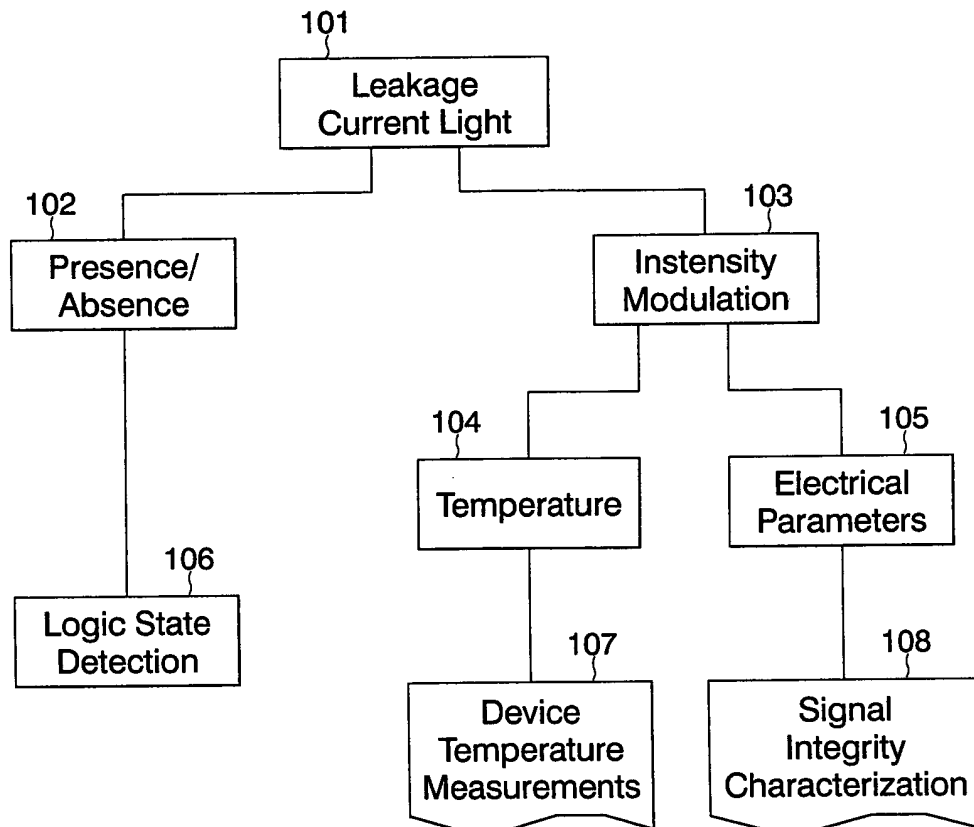 101
Leakage
Current Light
102
Presence/
Absence
103
Instensity
Modulation
104
Temperature
105
Electrical
Parameters
106
Logic State
Detection
107
Device
Temperature
Measurements
108
Signal
Integrity
Characterization